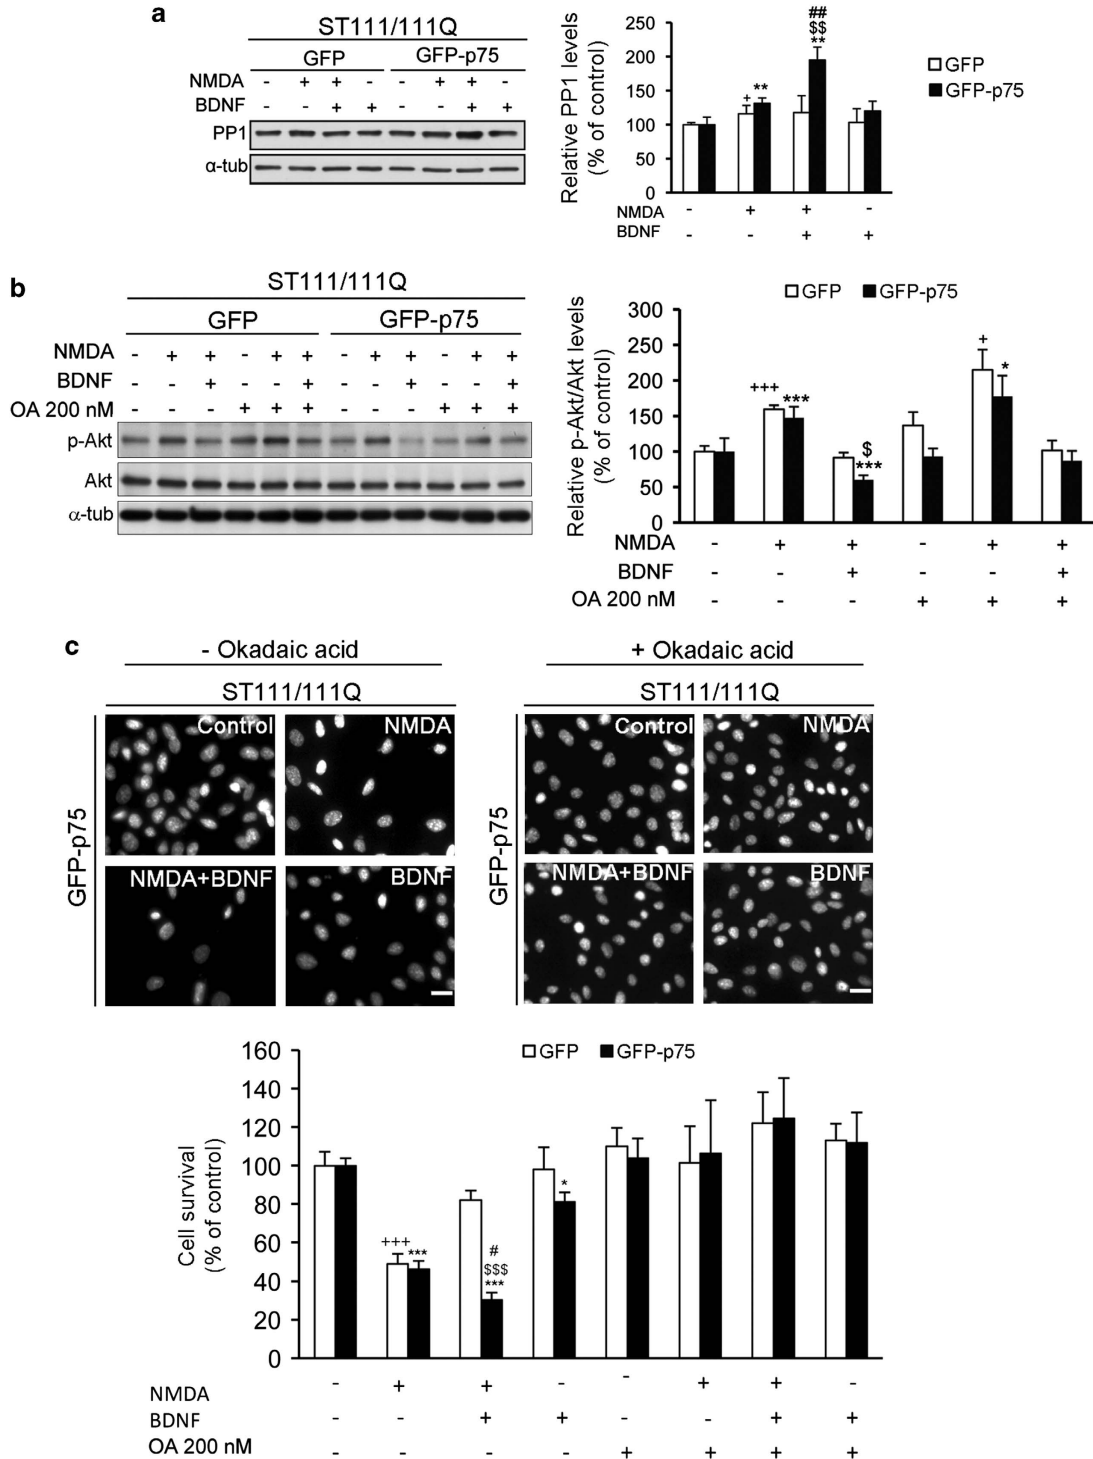 a
ST111/111Q
GFP GFP-p75
NMDA - + + - - + + -
BDNF - - + + - - + +
PP1
α-tub
Relative PP1 levels
(% of control)
250
200
150
100
50
0
+
**
##
$$
**
GFP
GFP-p75
NMDA - + + -
BDNF - - + +
b
ST111/111Q
GFP GFP-p75
NMDA - + + - + + - + + - + +
BDNF - - + - - + - - + - - +
OA 200 nM - - - + + + - - - + + +
p-Akt
Akt
α-tub
Relative p-Akt/Akt levels
(% of control)
GFP GFP-p75
300
250
200
150
100
50
0
+++
***
$
***
+
*
NMDA - + + - + +
BDNF - - + - - +
OA 200 nM - - - + + +
c
- Okadaic acid
ST111/111Q
GFP-p75
Control
NMDA
NMDA+BDNF
BDNF
+ Okadaic acid
ST111/111Q
GFP-p75
Control
NMDA
NMDA+BDNF
BDNF
Cell survival
(% of control)
GFP GFP-p75
160
140
120
100
80
60
40
20
0
+++
***
#
$$$
***
*
NMDA - + + - - + + -
BDNF - - + + - - + +
OA 200 nM - - - - + + + +